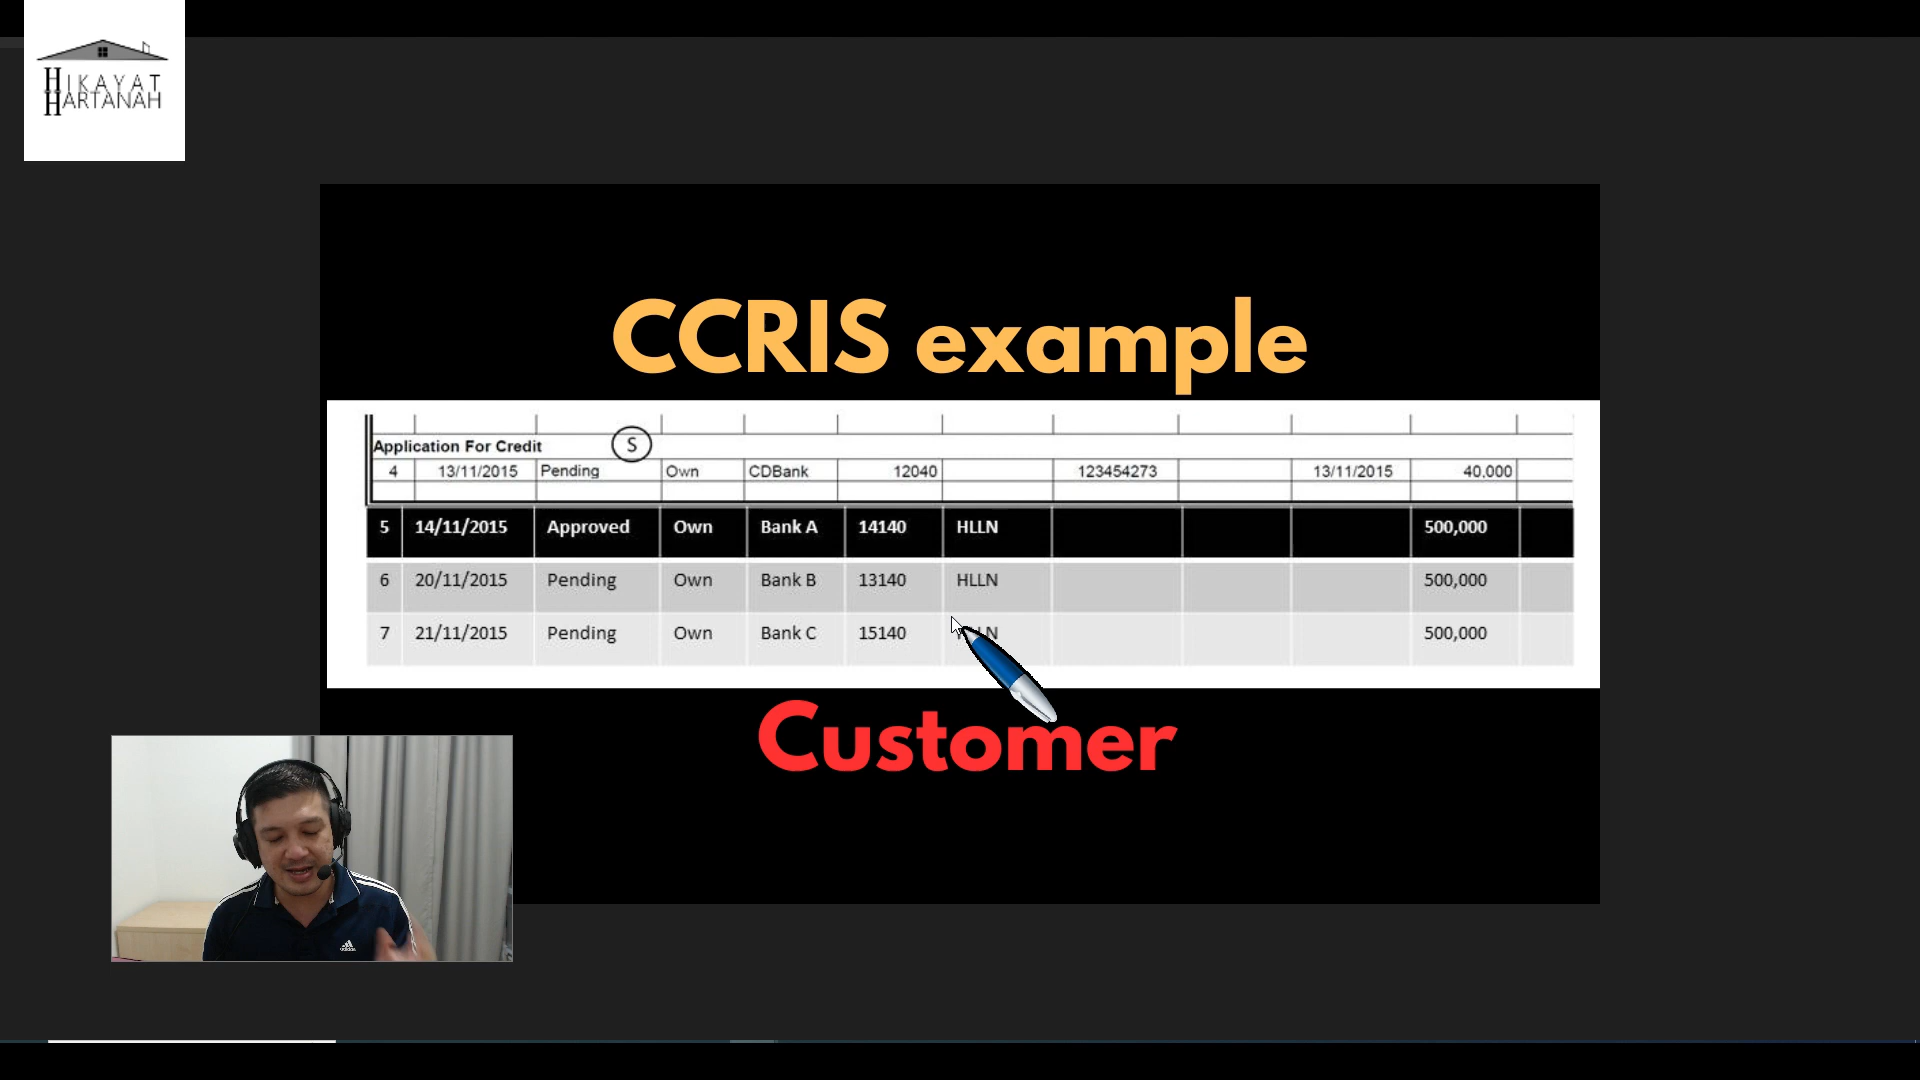 HIKAYAT
HARTANAH
CCRIS example
Application For Credit S
4 13/11/2015 Pending Own CDBank 12040 123454273 13/11/2015 40,000
5 14/11/2015 Approved Own Bank A 14140 HLLN 500,000
6 20/11/2015 Pending Own Bank B 13140 HLLN 500,000
7 21/11/2015 Pending Own Bank C 15140 500,000
Customer
adidas